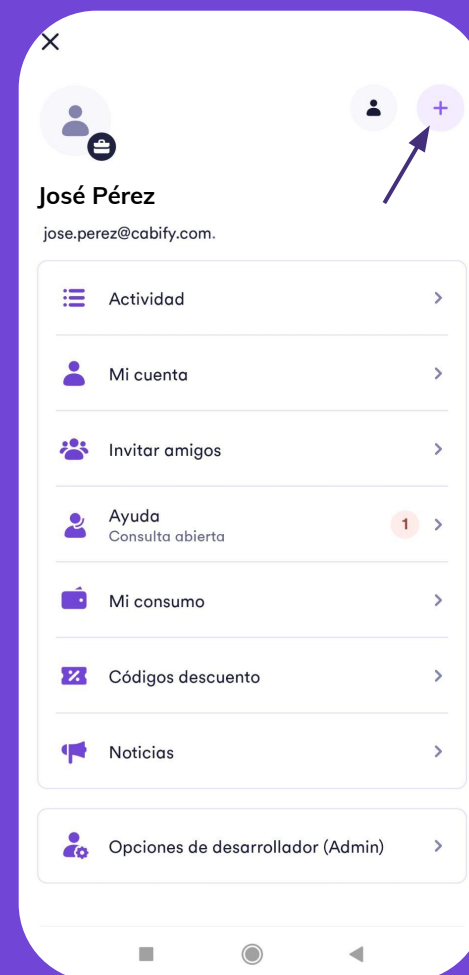 José Pérez
jose.perez@cabify.com.
Actividad
Mi cuenta
Invitar amigos
Ayuda
Consulta abierta
1
Mi consumo
Códigos descuento
Noticias
Opciones de desarrollador (Admin)